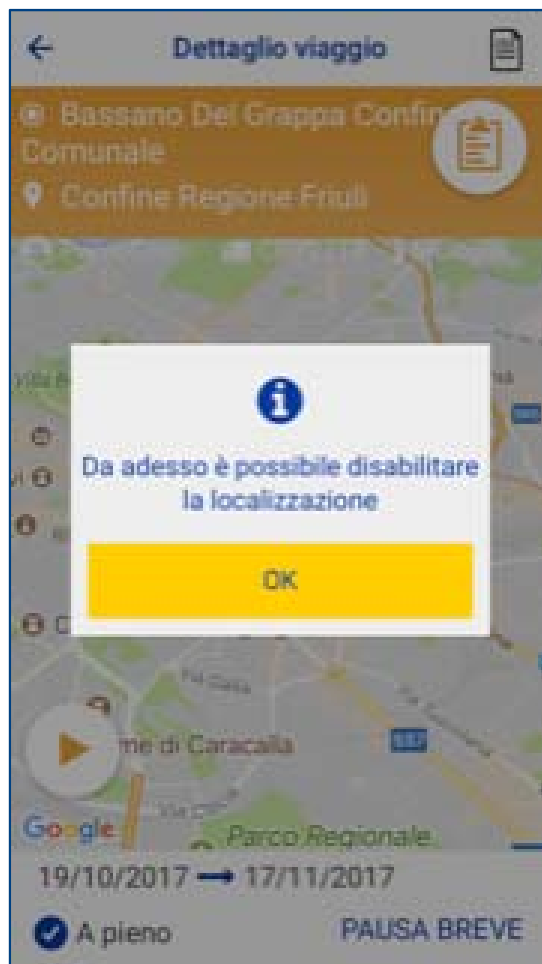 Dettaglio viaggio
Bassano Del Grappa Confine
Comunale
Confine Regione Friuli
Da adesso è possibile disabilitare
la localizzazione
OK
me di Caracalla
Google
Parco Regionale
19/10/2017 → 17/11/2017
A pieno
PAUSA BREVE